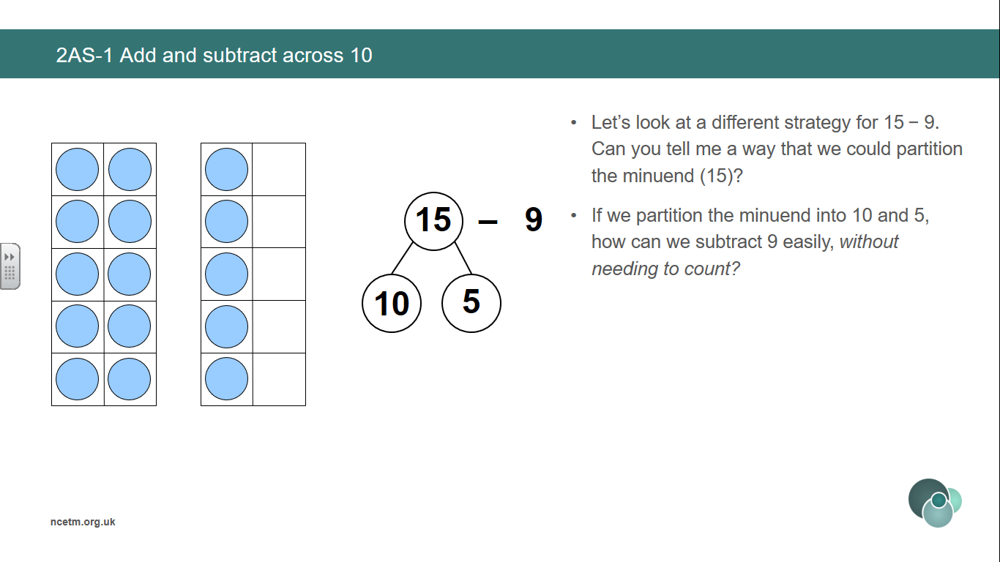 2AS-1 Add and subtract across 10
15 − 9
10 5
• Let’s look at a different strategy for 15 − 9.
Can you tell me a way that we could partition
the minuend (15)?
• If we partition the minuend into 10 and 5,
how can we subtract 9 easily, without
needing to count?
ncetm.org.uk